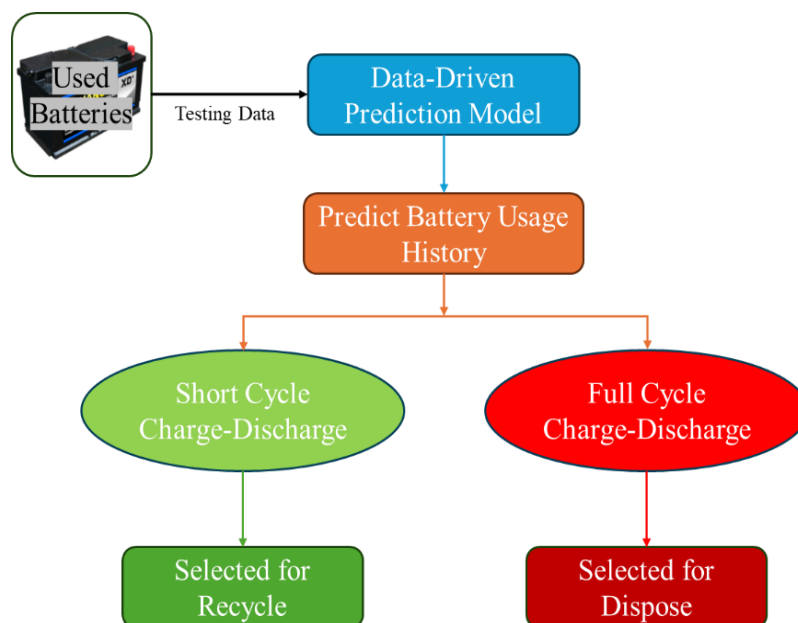 Used
Batteries
XD
Testing Data
Data-Driven
Prediction Model
Predict Battery Usage
History
Short Cycle
Charge-Discharge
Full Cycle
Charge-Discharge
Selected for
Recycle
Selected for
Dispose